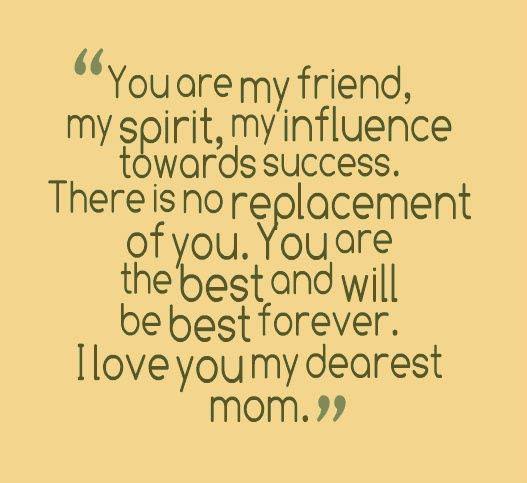 “You are my friend,
my spirit, my influence
towards success.
There is no replacement
of you. You are
the best and will
be best forever.
I love you my dearest
mom.”